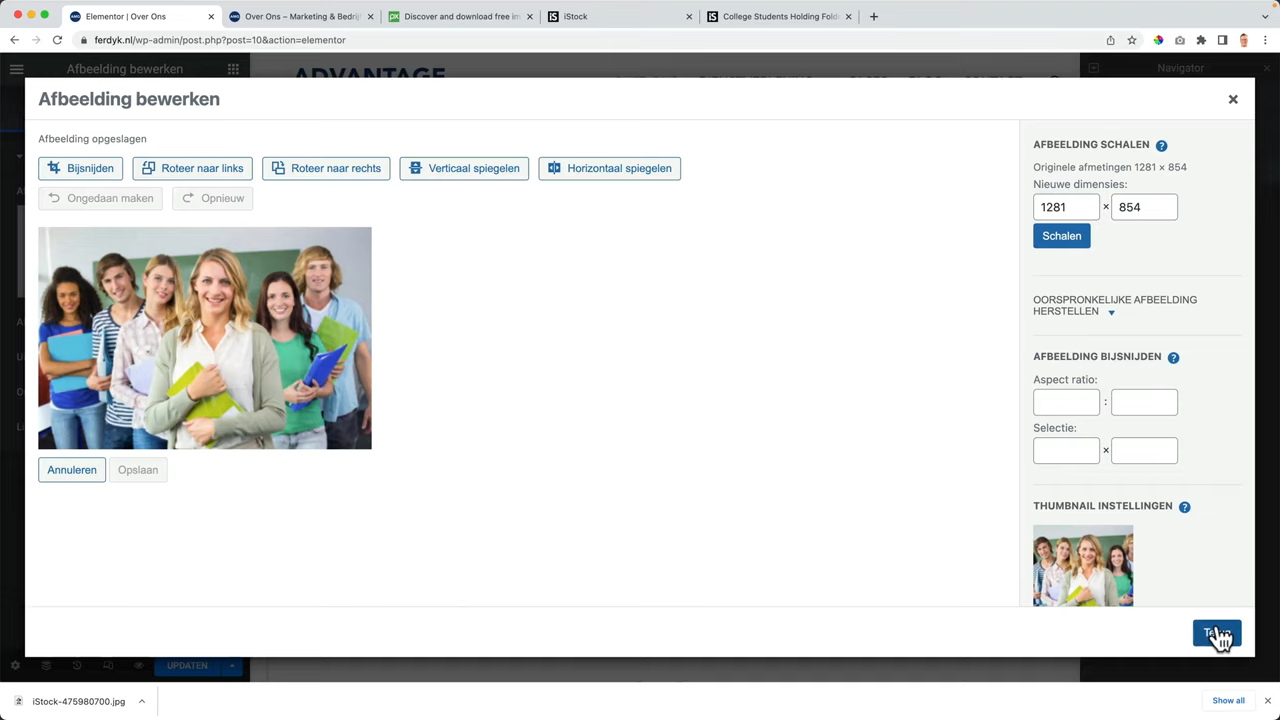 Elementor | Over Ons
Over Ons – Marketing & Bedrij
Discover and download free im
iStock
College Students Holding Fold
ferdyk.nl/wp-admin/post.php?post=10&action=elementor
Afbeelding bewerken
ADVANTAGE
Navigator
Afbeelding bewerken
Afbeelding opgeslagen
Bijsnijden
Roteer naar links
Roteer naar rechts
Verticaal spiegelen
Horizontaal spiegelen
Ongedaan maken
Opnieuw
Annuleren
Opslaan
AFBEELDING SCHALEN
Originele afmetingen 1281 × 854
Nieuwe dimensies:
1281 × 854
Schalen
OORSPRONKELIJKE AFBEELDING
HERSTELLEN
AFBEELDING BIJSNIJDEN
Aspect ratio:
:
Selectie:
×
THUMBNAIL INSTELLINGEN
UPDATEN
iStock-475980700.jpg
Show all